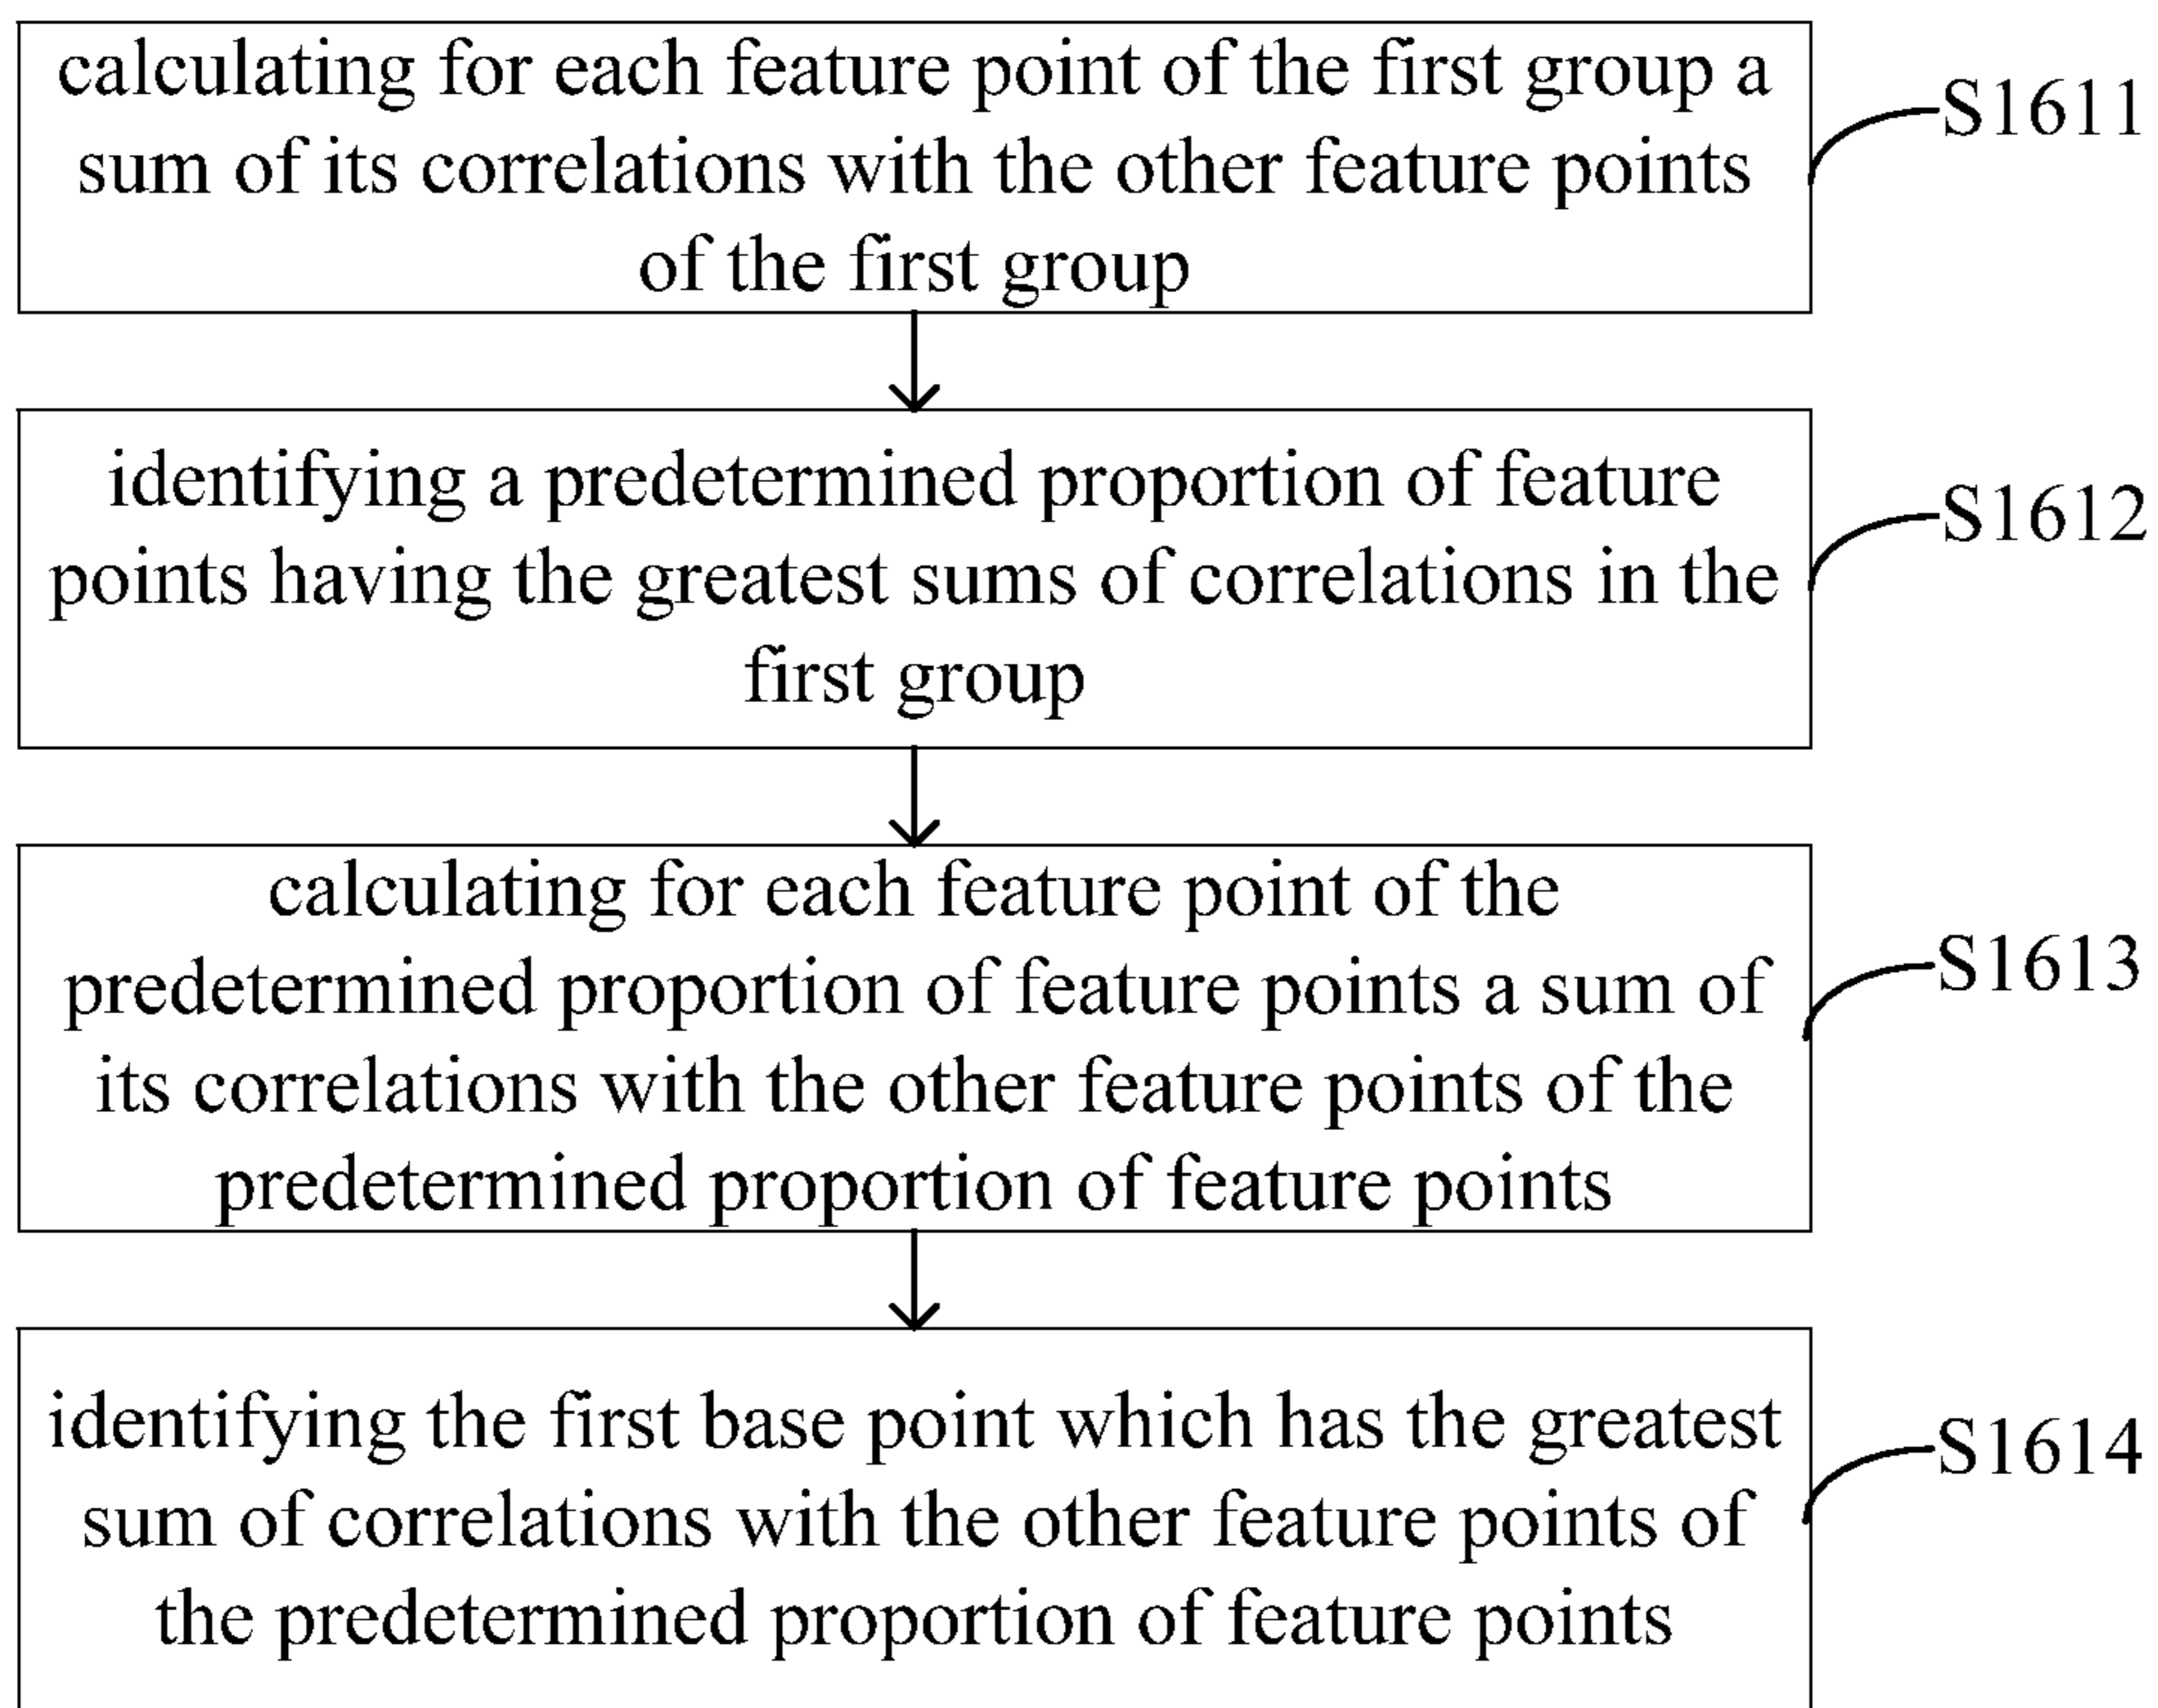 calculating for each feature point of the first group a
sum of its correlations with the other feature points
of the first group
S1611
identifying a predetermined proportion of feature
points having the greatest sums of correlations in the
first group
S1612
calculating for each feature point of the
predetermined proportion of feature points a sum of
its correlations with the other feature points of the
predetermined proportion of feature points
S1613
identifying the first base point which has the greatest
sum of correlations with the other feature points of
the predetermined proportion of feature points
S1614